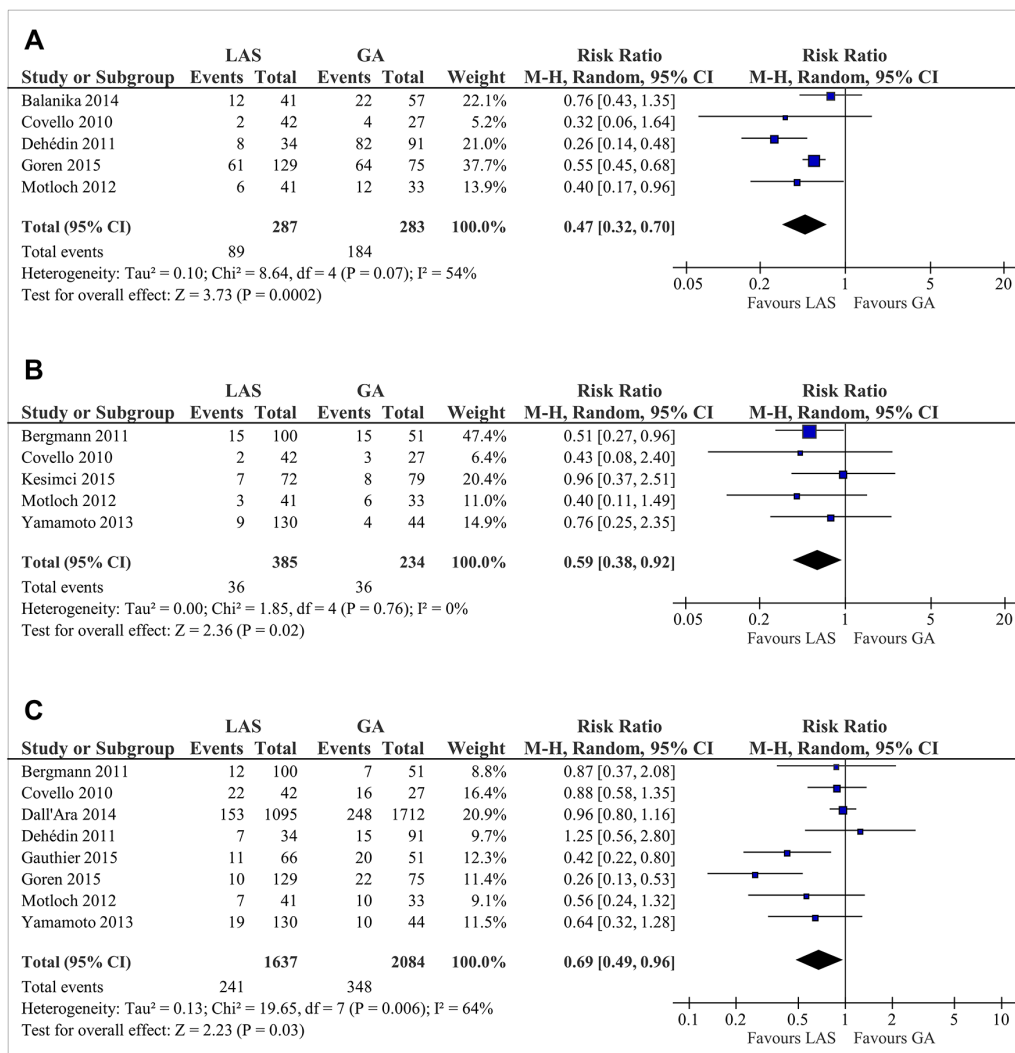 A
LAS GA Risk Ratio Risk Ratio
Study or Subgroup Events Total Events Total Weight M-H, Random, 95% CI M-H, Random, 95% CI
Balanika 2014 12 41 22 57 22.1% 0.76 [0.43, 1.35]
Covello 2010 2 42 4 27 5.2% 0.32 [0.06, 1.64]
Dehédin 2011 8 34 82 91 21.0% 0.26 [0.14, 0.48]
Goren 2015 61 129 64 75 37.7% 0.55 [0.45, 0.68]
Motloch 2012 6 41 12 33 13.9% 0.40 [0.17, 0.96]
Total (95% CI) 287 283 100.0% 0.47 [0.32, 0.70]
Total events 89 184
Heterogeneity: Tau² = 0.10; Chi² = 8.64, df = 4 (P = 0.07); I² = 54%
Test for overall effect: Z = 3.73 (P = 0.0002)
0.05 0.2 1 5 20
Favours LAS Favours GA
B
LAS GA Risk Ratio Risk Ratio
Study or Subgroup Events Total Events Total Weight M-H, Random, 95% CI M-H, Random, 95% CI
Bergmann 2011 15 100 15 51 47.4% 0.51 [0.27, 0.96]
Covello 2010 2 42 3 27 6.4% 0.43 [0.08, 2.40]
Kesimci 2015 7 72 8 79 20.4% 0.96 [0.37, 2.51]
Motloch 2012 3 41 6 33 11.0% 0.40 [0.11, 1.49]
Yamamoto 2013 9 130 4 44 14.9% 0.76 [0.25, 2.35]
Total (95% CI) 385 234 100.0% 0.59 [0.38, 0.92]
Total events 36 36
Heterogeneity: Tau² = 0.00; Chi² = 1.85, df = 4 (P = 0.76); I² = 0%
Test for overall effect: Z = 2.36 (P = 0.02)
0.05 0.2 1 5 20
Favours LAS Favours GA
C
LAS GA Risk Ratio Risk Ratio
Study or Subgroup Events Total Events Total Weight M-H, Random, 95% CI M-H, Random, 95% CI
Bergmann 2011 12 100 7 51 8.8% 0.87 [0.37, 2.08]
Covello 2010 22 42 16 27 16.4% 0.88 [0.58, 1.35]
Dall'Ara 2014 153 1095 248 1712 20.9% 0.96 [0.80, 1.16]
Dehédin 2011 7 34 15 91 9.7% 1.25 [0.56, 2.80]
Gauthier 2015 11 66 20 51 12.3% 0.42 [0.22, 0.80]
Goren 2015 10 129 22 75 11.4% 0.26 [0.13, 0.53]
Motloch 2012 7 41 10 33 9.1% 0.56 [0.24, 1.32]
Yamamoto 2013 19 130 10 44 11.5% 0.64 [0.32, 1.28]
Total (95% CI) 1637 2084 100.0% 0.69 [0.49, 0.96]
Total events 241 348
Heterogeneity: Tau² = 0.13; Chi² = 19.65, df = 7 (P = 0.006); I² = 64%
Test for overall effect: Z = 2.23 (P = 0.03)
0.1 0.2 0.5 1 2 5 10
Favours LAS Favours GA